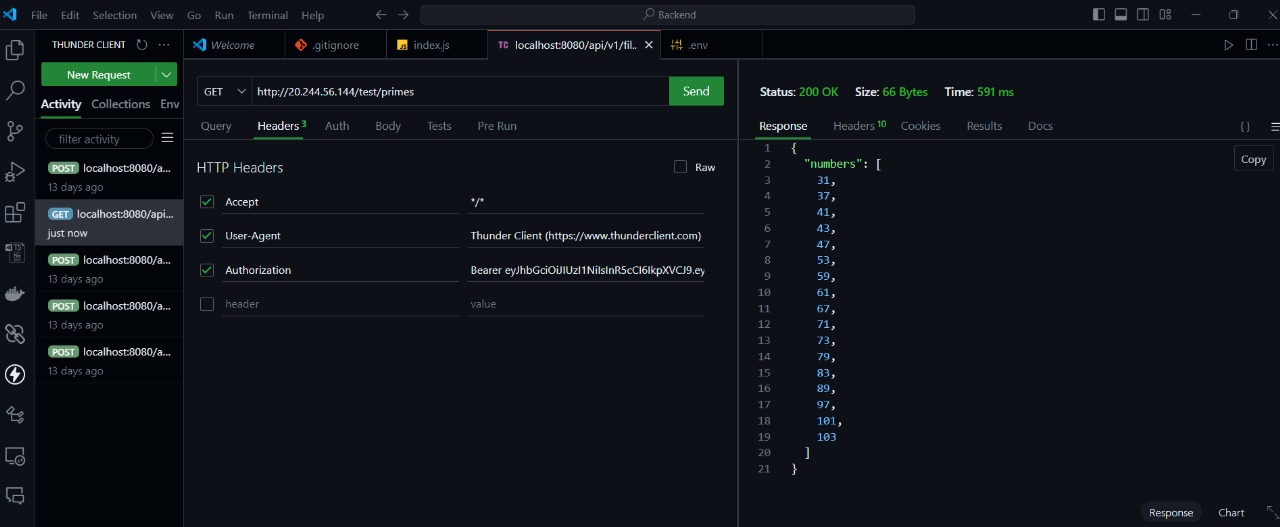 File Edit Selection View Go Run Terminal Help Backend
THUNDER CLIENT ... Welcome .gitignore JS index.js TC localhost:8080/api/v1/fil.. .env
New Request
Activity Collections Env
filter activity
POST localhost:8080/a...
13 days ago
GET localhost:8080/api...
just now
POST localhost:8080/a...
13 days ago
POST localhost:8080/a...
13 days ago
POST localhost:8080/a...
13 days ago
GET http://20.244.56.144/test/primes Send
Query Headers 3 Auth Body Tests Pre Run
HTTP Headers Raw
Accept */*
User-Agent Thunder Client (https://www.thunderclient.com)
Authorization
header value
Status: 200 OK Size: 66 Bytes Time: 591 ms
Response Headers 10 Cookies Results Docs { }
Copy
1 {
2 "numbers": [
3 31,
4 37,
5 41,
6 43,
7 47,
8 53,
9 59,
10 61,
11 67,
12 71,
13 73,
14 79,
15 83,
16 89,
17 97,
18 101,
19 103
20 ]
21 }
Response Chart